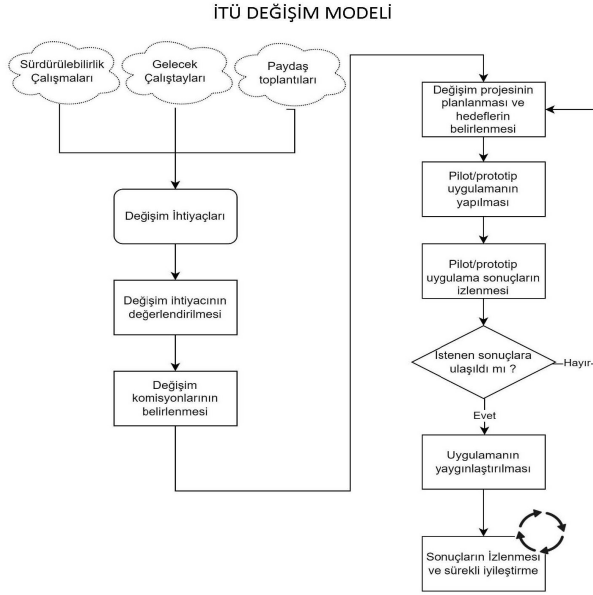 İTÜ DEĞİŞİM MODELİ
Sürdürülebilirlik
Çalışmaları
Gelecek
Çalıştayları
Paydaş
toplantıları
Değişim İhtiyaçları
Değişim ihtiyacının
değerlendirilmesi
Değişim
komisyonlarının
belirlenmesi
Değişim projesinin
planlanması ve
hedeflerin
belirlenmesi
Pilot/prototip
uygulamanın
yapılması
Pilot/prototip
uygulama sonuçların
izlenmesi
İstenen sonuçlara
ulaşıldı mı ?
Hayır
Evet
Uygulamanın
yaygınlaştırılması
Sonuçların İzlenmesi
ve sürekli iyileştirme